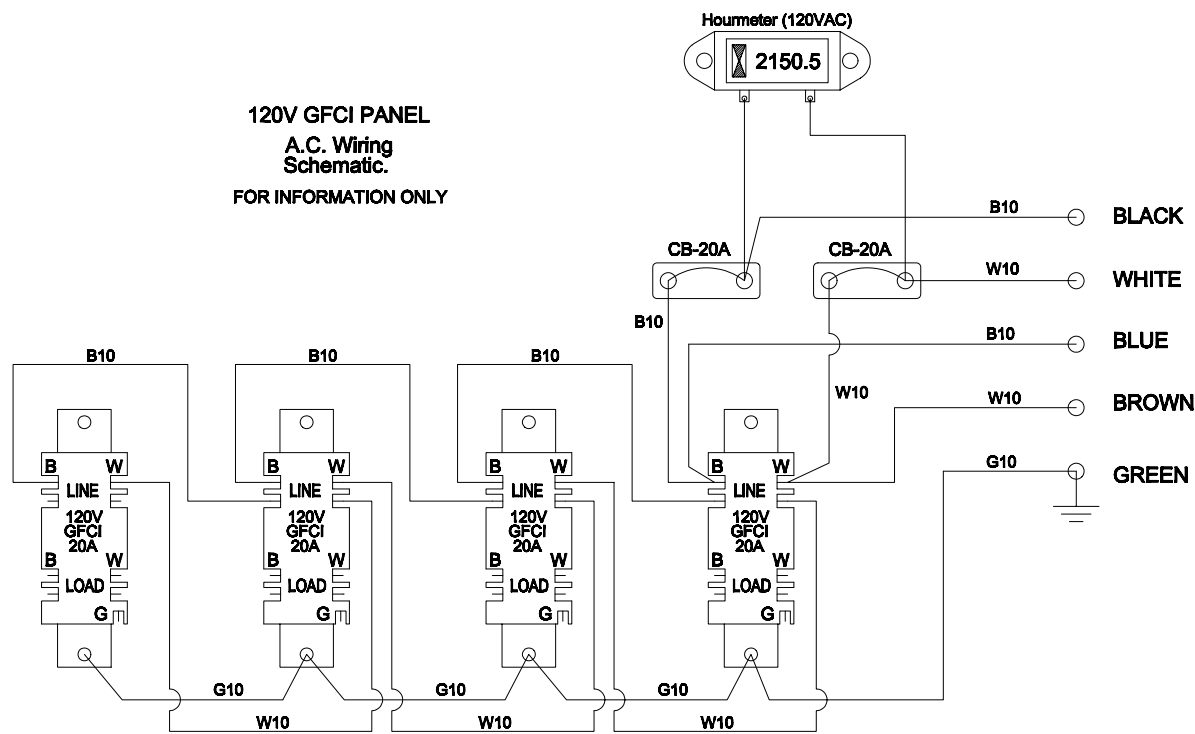 Hourmeter (120VAC)
2150.5
120V GFCI PANEL
A.C. Wiring
Schematic.
FOR INFORMATION ONLY
B10
BLACK
CB-20A
CB-20A
W10
WHITE
B10
B10
BLUE
B10
B10
B10
W10
W10
BROWN
B W
LINE
120V
GFCI
20A
B W
LOAD
G
B W
LINE
120V
GFCI
20A
B W
LOAD
G
B W
LINE
120V
GFCI
20A
B W
LOAD
G
B W
LINE
120V
GFCI
20A
B W
LOAD
G
G10
GREEN
G10
G10
G10
W10
W10
W10